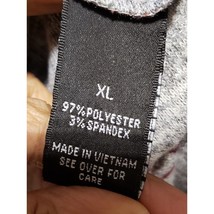 XL
97% POLYESTER
3% SPANDEX
MADE IN VIETNAM
SEE OVER FOR
CARE